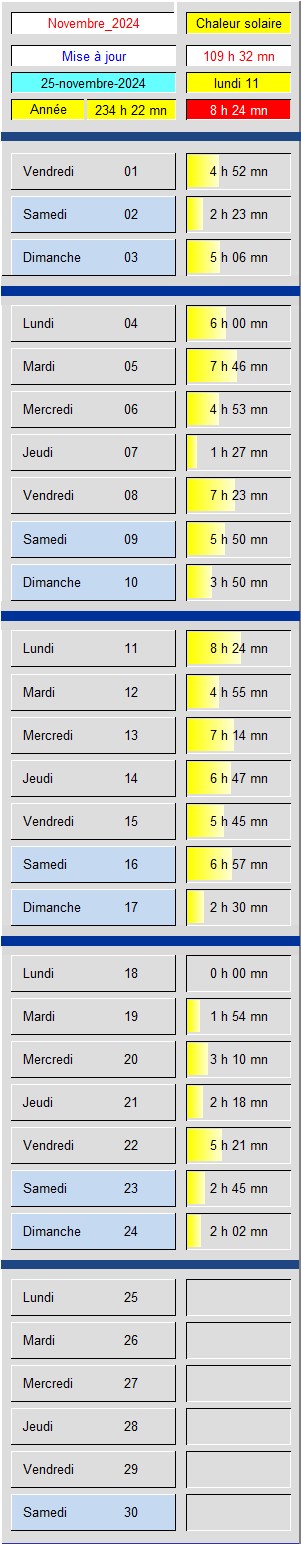 Novembre_2024 Chaleur solaire
Mise à jour 109 h 32 mn
25-novembre-2024 lundi 11
Année 234 h 22 mn 8 h 24 mn
Vendredi 01 4 h 52 mn
Samedi 02 2 h 23 mn
Dimanche 03 5 h 06 mn
Lundi 04 6 h 00 mn
Mardi 05 7 h 46 mn
Mercredi 06 4 h 53 mn
Jeudi 07 1 h 27 mn
Vendredi 08 7 h 23 mn
Samedi 09 5 h 50 mn
Dimanche 10 3 h 50 mn
Lundi 11 8 h 24 mn
Mardi 12 4 h 55 mn
Mercredi 13 7 h 14 mn
Jeudi 14 6 h 47 mn
Vendredi 15 5 h 45 mn
Samedi 16 6 h 57 mn
Dimanche 17 2 h 30 mn
Lundi 18 0 h 00 mn
Mardi 19 1 h 54 mn
Mercredi 20 3 h 10 mn
Jeudi 21 2 h 18 mn
Vendredi 22 5 h 21 mn
Samedi 23 2 h 45 mn
Dimanche 24 2 h 02 mn
Lundi 25
Mardi 26
Mercredi 27
Jeudi 28
Vendredi 29
Samedi 30